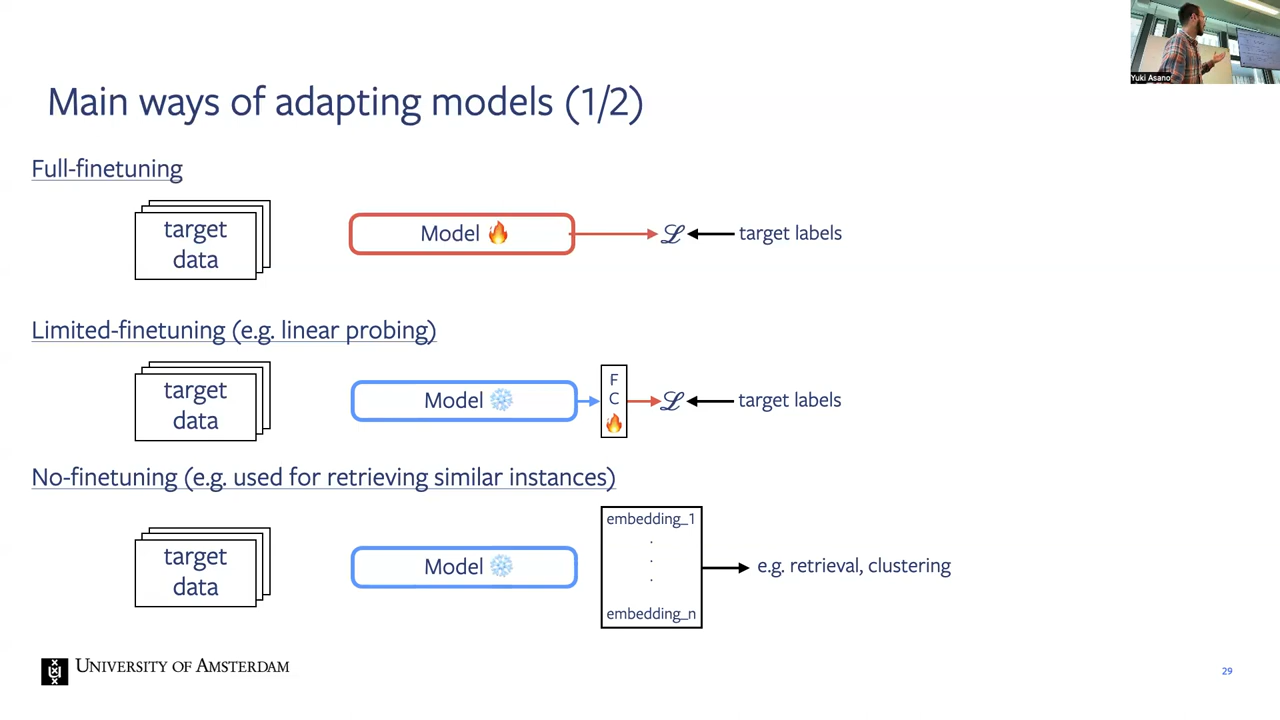 Yuki Asano
Main ways of adapting models (1/2)
Full-finetuning
target
data
Model 🔥
ℒ
target labels
Limited-finetuning (e.g. linear probing)
target
data
Model ❄️
F
C
🔥
ℒ
target labels
No-finetuning (e.g. used for retrieving similar instances)
target
data
Model ❄️
embedding_1
.
.
.
embedding_n
e.g. retrieval, clustering
UNIVERSITY OF AMSTERDAM
29